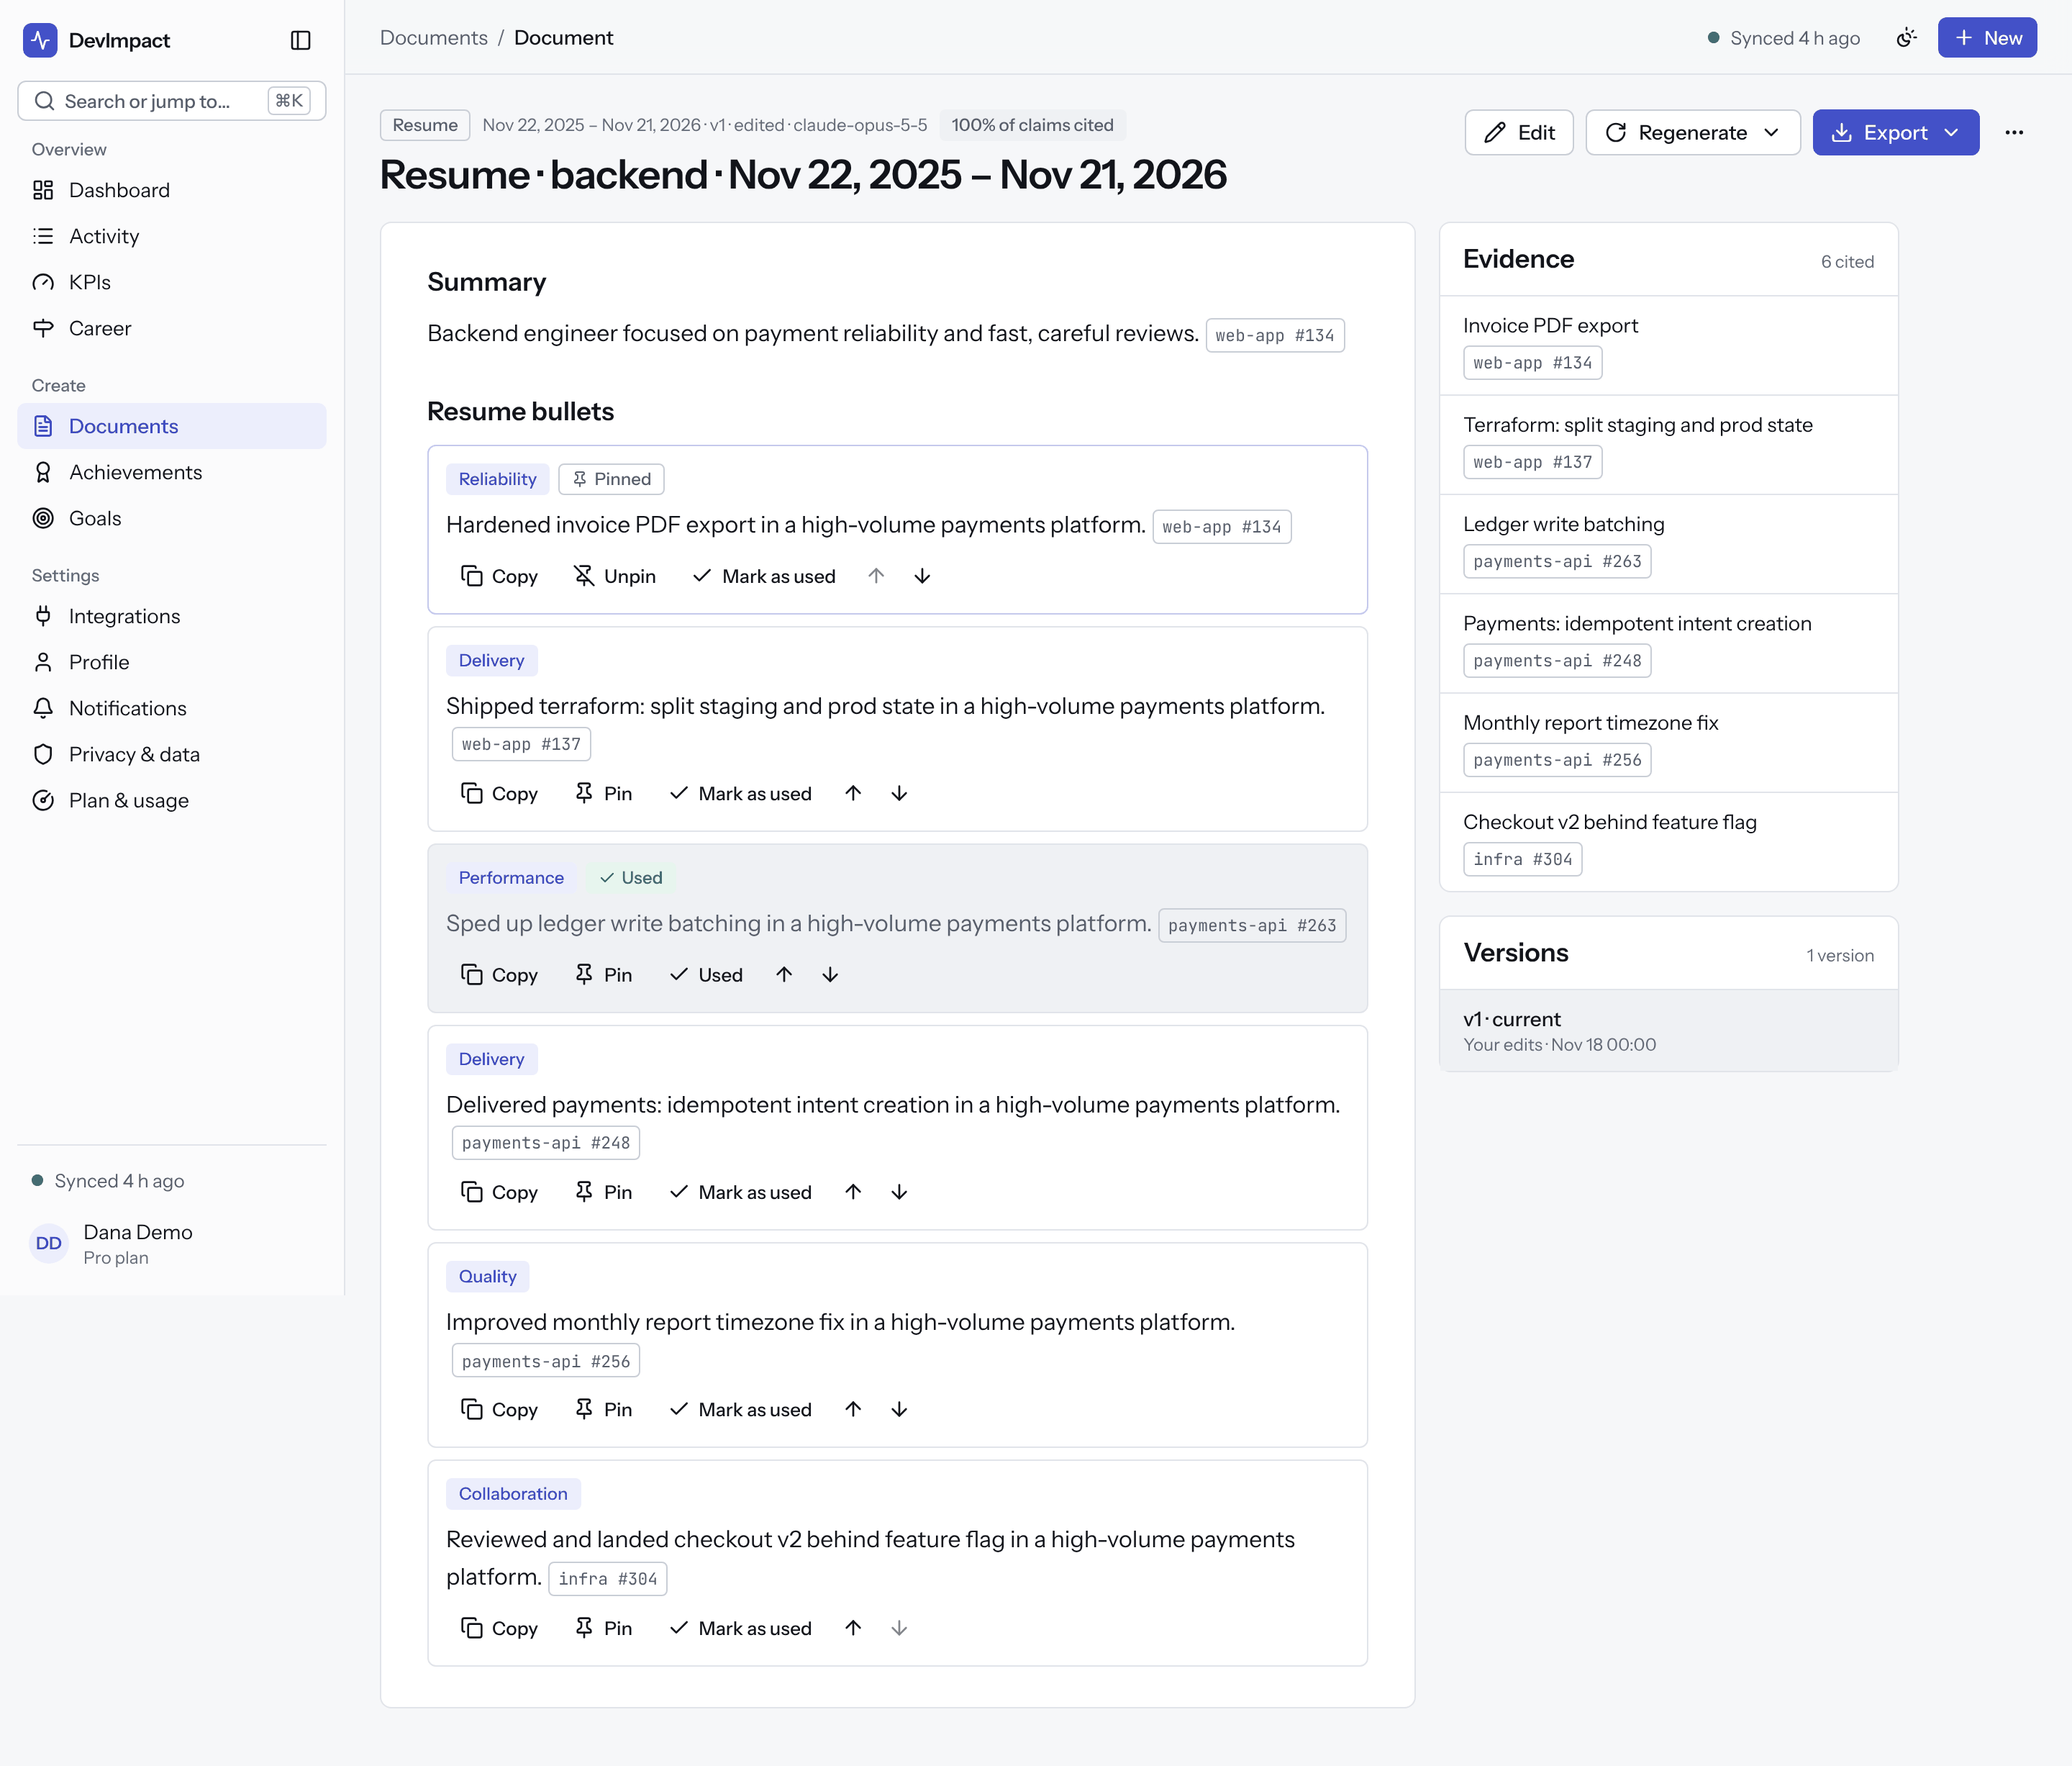 DevImpact
Search or jump to... ⌘K
Overview
Dashboard
Activity
KPIs
Career
Create
Documents
Achievements
Goals
Settings
Integrations
Profile
Notifications
Privacy & data
Plan & usage
Synced 4 h ago
DD
Dana Demo
Pro plan
Documents / Document
Synced 4 h ago
New
Resume Nov 22, 2025 – Nov 21, 2026 · v1 · edited · claude-opus-5-5 100% of claims cited
Resume · backend · Nov 22, 2025 – Nov 21, 2026
Edit Regenerate Export
Summary
Backend engineer focused on payment reliability and fast, careful reviews. web-app #134
Resume bullets
Reliability Pinned
Hardened invoice PDF export in a high-volume payments platform. web-app #134
Copy Unpin Mark as used
Delivery
Shipped terraform: split staging and prod state in a high-volume payments platform.
web-app #137
Copy Pin Mark as used
Performance Used
Sped up ledger write batching in a high-volume payments platform. payments-api #263
Copy Pin Used
Delivery
Delivered payments: idempotent intent creation in a high-volume payments platform.
payments-api #248
Copy Pin Mark as used
Quality
Improved monthly report timezone fix in a high-volume payments platform.
payments-api #256
Copy Pin Mark as used
Collaboration
Reviewed and landed checkout v2 behind feature flag in a high-volume payments
platform. infra #304
Copy Pin Mark as used
Evidence 6 cited
Invoice PDF export
web-app #134
Terraform: split staging and prod state
web-app #137
Ledger write batching
payments-api #263
Payments: idempotent intent creation
payments-api #248
Monthly report timezone fix
payments-api #256
Checkout v2 behind feature flag
infra #304
Versions 1 version
v1 · current
Your edits · Nov 18 00:00